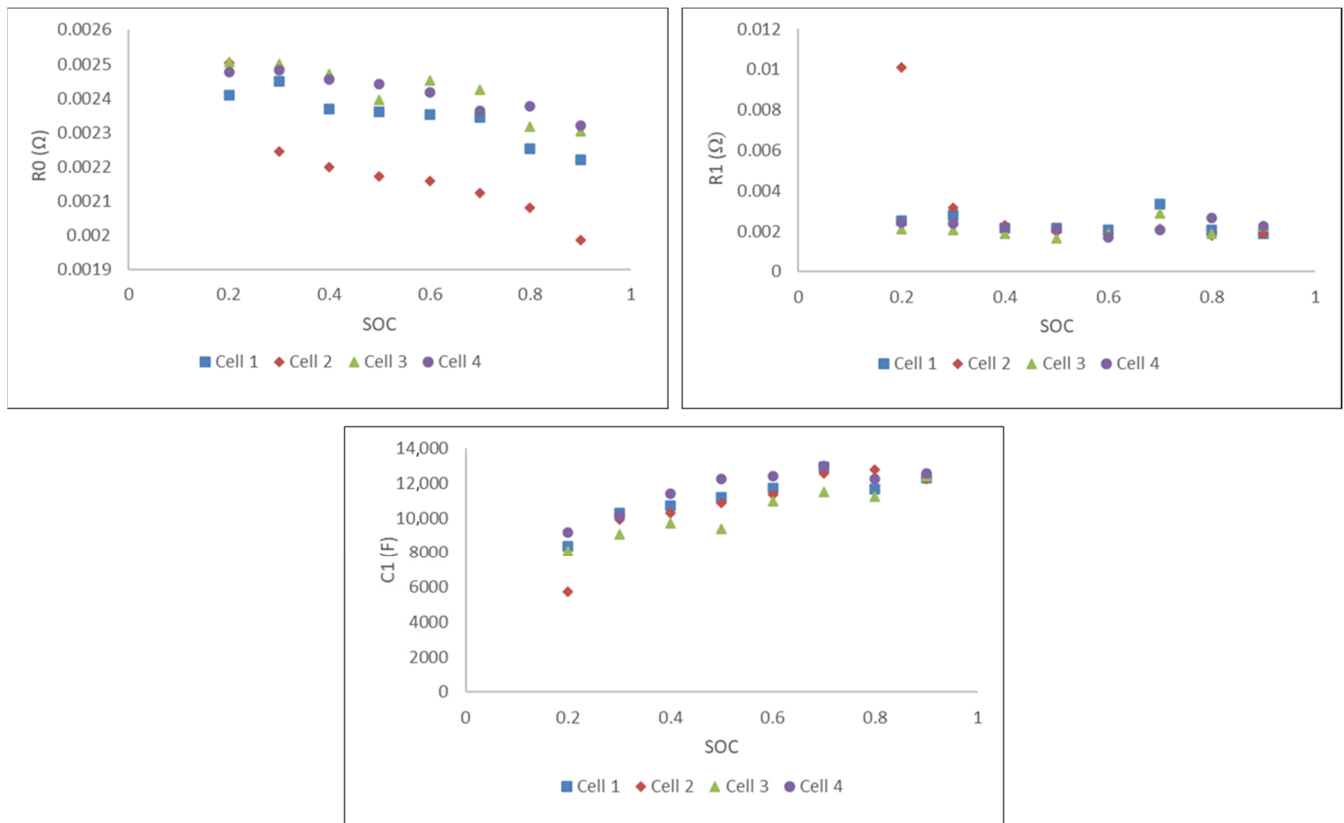 R0 (Ω)
0.0026
0.0025
0.0024
0.0023
0.0022
0.0021
0.002
0.0019
0 0.2 0.4 0.6 0.8 1
SOC
Cell 1 Cell 2 Cell 3 Cell 4
R1 (Ω)
0.012
0.01
0.008
0.006
0.004
0.002
0
0 0.2 0.4 0.6 0.8 1
SOC
Cell 1 Cell 2 Cell 3 Cell 4
C1 (F)
14,000
12,000
10,000
8000
6000
4000
2000
0
0 0.2 0.4 0.6 0.8 1
SOC
Cell 1 Cell 2 Cell 3 Cell 4